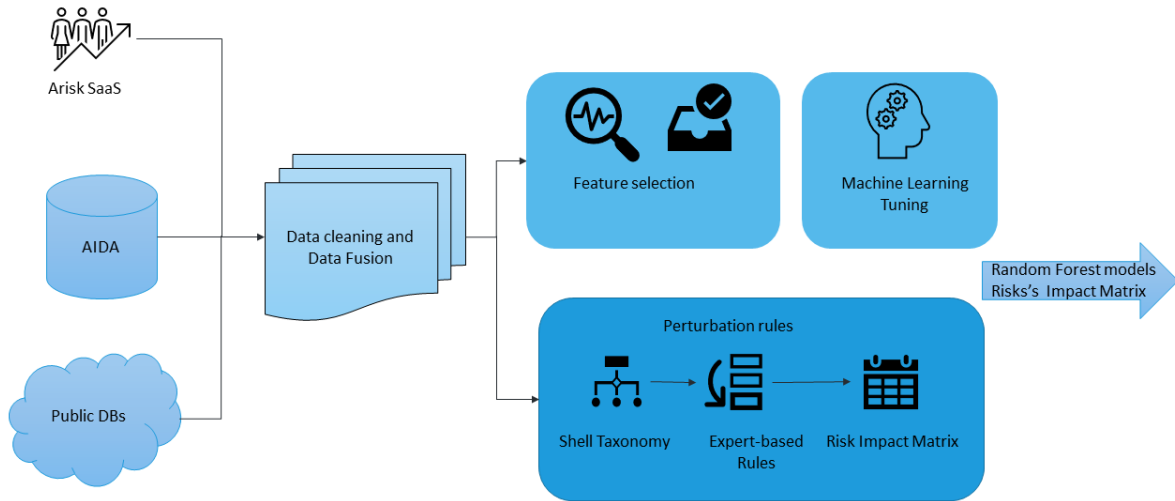 Arisk SaaS
AIDA
Public DBs
Data cleaning and
Data Fusion
Feature selection
Machine Learning
Tuning
Perturbation rules
Shell Taxonomy
Expert-based
Rules
Risk Impact Matrix
Random Forest models
Risks's Impact Matrix